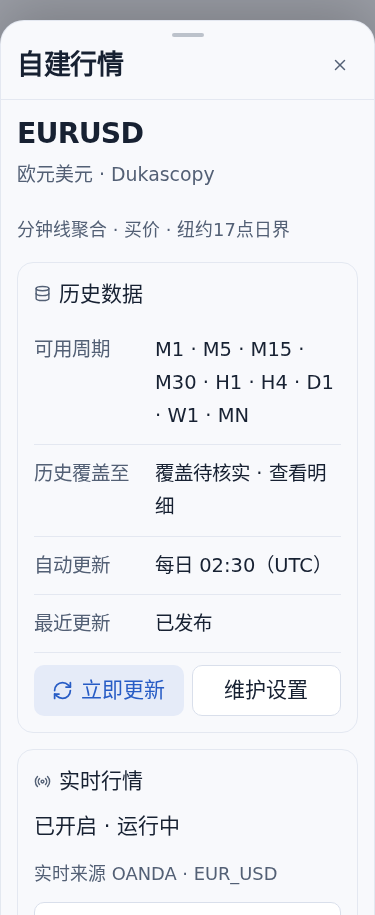 自建行情
EURUSD
欧元美元 · Dukascopy
分钟线聚合 · 买价 · 纽约17点日界
历史数据
可用周期
M1 · M5 · M15 ·
M30 · H1 · H4 · D1
· W1 · MN
历史覆盖至
覆盖待核实 · 查看明
细
自动更新
每日 02:30（UTC）
最近更新
已发布
立即更新
维护设置
实时行情
已开启 · 运行中
实时来源 OANDA · EUR_USD